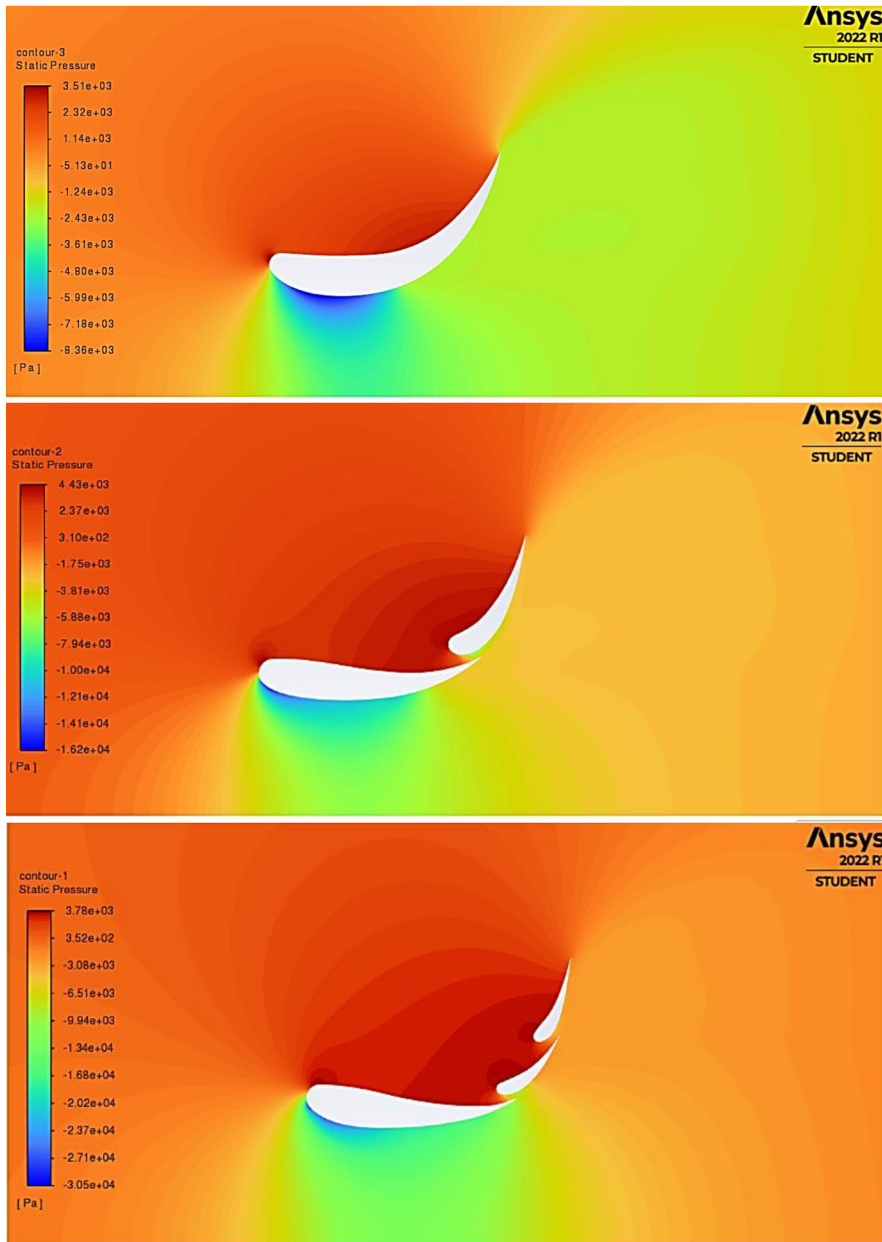 Ansys
2022 R1
STUDENT
contour-3
Static Pressure
3.51e+03
2.32e+03
1.14e+03
-5.13e+01
-1.24e+03
-2.43e+03
-3.61e+03
-4.80e+03
-5.99e+03
-7.18e+03
-8.36e+03
[ Pa ]
Ansys
2022 R1
STUDENT
contour-2
Static Pressure
4.43e+03
2.37e+03
3.10e+02
-1.75e+03
-3.81e+03
-5.88e+03
-7.94e+03
-1.00e+04
-1.21e+04
-1.41e+04
-1.62e+04
[ Pa ]
Ansys
2022 R
STUDENT
contour-1
Static Pressure
3.78e+03
3.52e+02
-3.08e+03
-6.51e+03
-9.94e+03
-1.34e+04
-1.68e+04
-2.02e+04
-2.37e+04
-2.71e+04
-3.05e+04
[ Pa ]